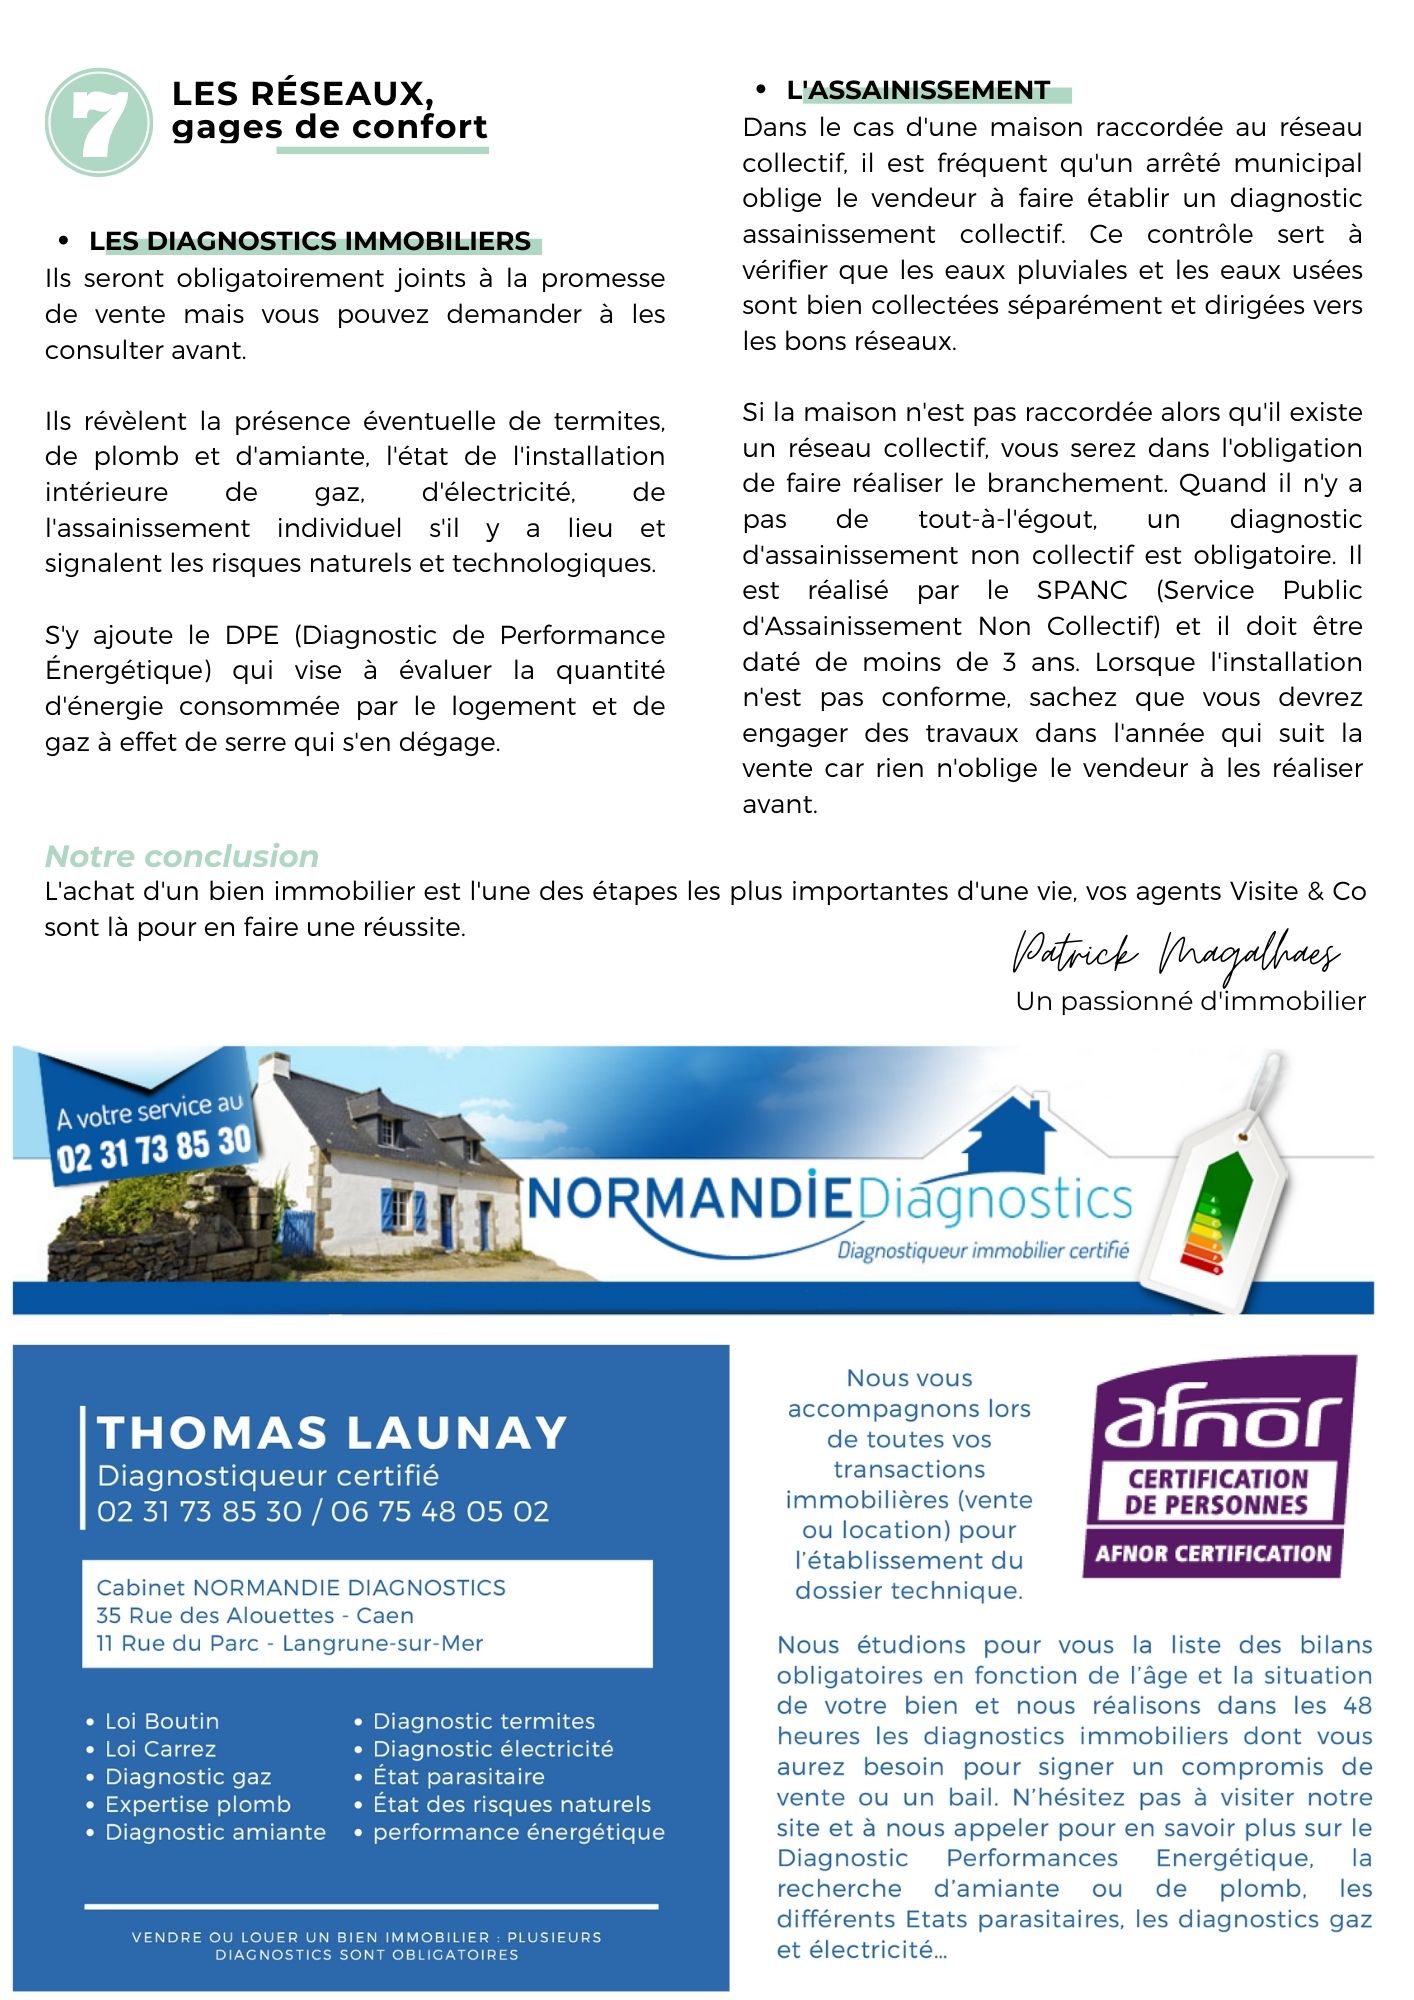 7
LES RÉSEAUX,
gages de confort
• LES DIAGNOSTICS IMMOBILIERS
Ils seront obligatoirement joints à la promesse
de vente mais vous pouvez demander à les
consulter avant.
Ils révèlent la présence éventuelle de termites,
de plomb et d'amiante, l'état de l'installation
intérieure de gaz, d'électricité, de
l'assainissement individuel s'il y a lieu et
signalent les risques naturels et technologiques.
S'y ajoute le DPE (Diagnostic de Performance
Énergétique) qui vise à évaluer la quantité
d'énergie consommée par le logement et de
gaz à effet de serre qui s'en dégage.
• L'ASSAINISSEMENT
Dans le cas d'une maison raccordée au réseau
collectif, il est fréquent qu'un arrêté municipal
oblige le vendeur à faire établir un diagnostic
assainissement collectif. Ce contrôle sert à
vérifier que les eaux pluviales et les eaux usées
sont bien collectées séparément et dirigées vers
les bons réseaux.
Si la maison n'est pas raccordée alors qu'il existe
un réseau collectif, vous serez dans l'obligation
de faire réaliser le branchement. Quand il n'y a
pas de tout-à-l'égout, un diagnostic
d'assainissement non collectif est obligatoire. Il
est réalisé par le SPANC (Service Public
d'Assainissement Non Collectif) et il doit être
daté de moins de 3 ans. Lorsque l'installation
n'est pas conforme, sachez que vous devrez
engager des travaux dans l'année qui suit la
vente car rien n'oblige le vendeur à les réaliser
avant.
Notre conclusion
L'achat d'un bien immobilier est l'une des étapes les plus importantes d'une vie, vos agents Visite & Co
sont là pour en faire une réussite.
Patrick Magalhaes
Un passionné d'immobilier
A votre service au
02 31 73 85 30
NORMANDIE Diagnostics
Diagnostiqueur immobilier certifié
THOMAS LAUNAY
Diagnostiqueur certifié
02 31 73 85 30 / 06 75 48 05 02
Cabinet NORMANDIE DIAGNOSTICS
35 Rue des Alouettes - Caen
11 Rue du Parc - Langrune-sur-Mer
• Loi Boutin
• Loi Carrez
• Diagnostic gaz
• Expertise plomb
• Diagnostic amiante
• Diagnostic termites
• Diagnostic électricité
• État parasitaire
• État des risques naturels
• performance énergétique
VENDRE OU LOUER UN BIEN IMMOBILIER : PLUSIEURS
DIAGNOSTICS SONT OBLIGATOIRES
Nous vous
accompagnons lors
de toutes vos
transactions
immobilières (vente
ou location) pour
l'établissement du
dossier technique.
afnor
CERTIFICATION
DE PERSONNES
AFNOR CERTIFICATION
Nous étudions pour vous la liste des bilans
obligatoires en fonction de l'âge et la situation
de votre bien et nous réalisons dans les 48
heures les diagnostics immobiliers dont vous
aurez besoin pour signer un compromis de
vente ou un bail. N'hésitez pas à visiter notre
site et à nous appeler pour en savoir plus sur le
Diagnostic Performances Energétique, la
recherche d'amiante ou de plomb, les
différents Etats parasitaires, les diagnostics gaz
et électricité…